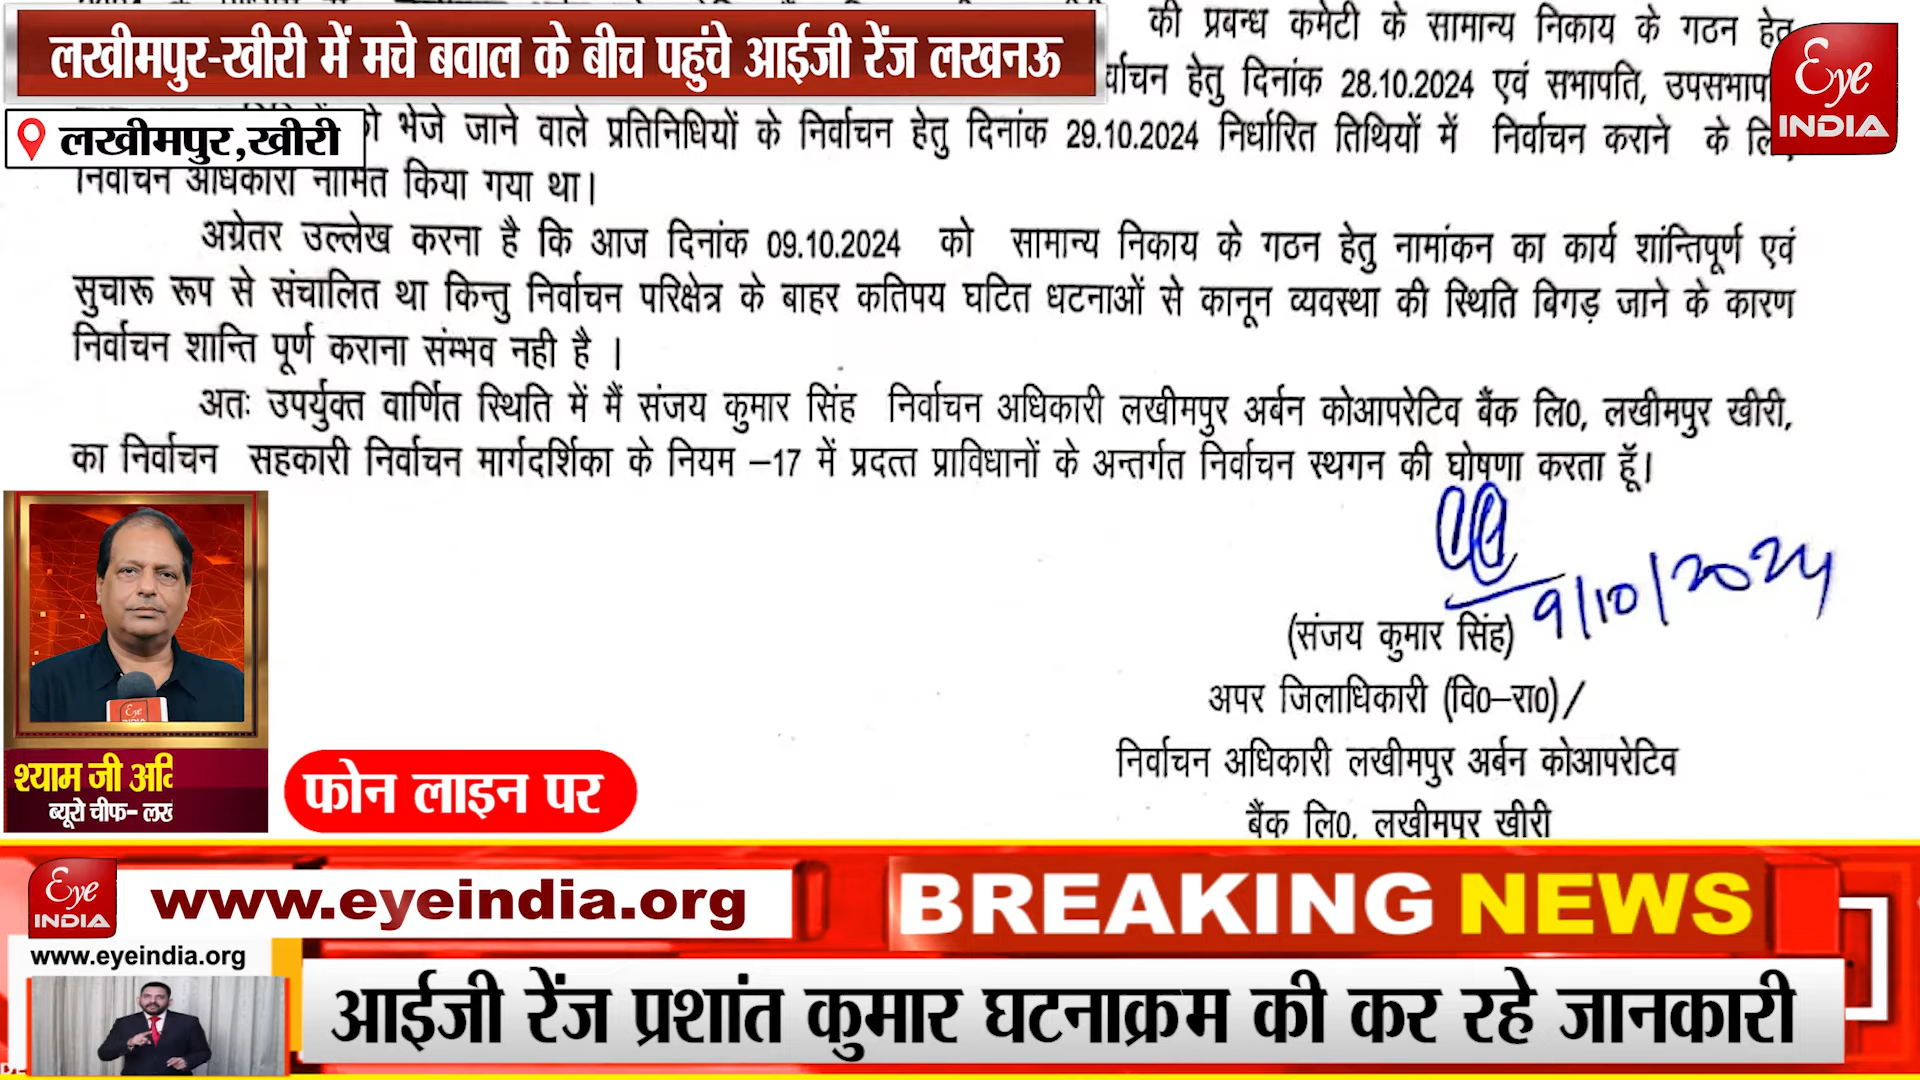 की प्रबन्ध कमेटी के सामान्य निकाय के गठन हेतु
लखीमपुर-खीरी में मचे बवाल के बीच पहुंचे आईजी रेंज लखनऊ
हेतु दिनांक 28.10.2024 एवं सभापति,
Eye
INDIA
लखीमपुर,खीरी
भेजे जाने वाले प्रतिनिधियों के निर्वाचन हेतु दिनांक 29.10.2024 निर्धारित तिथियों में निर्वाचन कराने के
निर्वाचन अधिकारी नामित किया गया था।
अग्रेतर उल्लेख करना है कि आज दिनांक 09.10.2024 को सामान्य निकाय के गठन हेतु नामांकन का कार्य शांन्तिपूर्ण एवं
सुचारू रूप से संचालित था किन्तु निर्वाचन परिक्षेत्र के बाहर कतिपय घटित धटनाओं से कानून व्यवस्था की स्थिति बिगड़ जाने के कारण
निर्वाचन शान्ति पूर्ण कराना संम्भव नही है ।
अतः उपर्युक्त वार्णित स्थिति में मैं संजय कुमार सिंह निर्वाचन अधिकारी लखीमपुर अर्बन कोआपरेटिव बैंक लि0, लखीमपुर खीरी,
का निर्वाचन सहकारी निर्वाचन मार्गदर्शिका के नियम –17 में प्रदत्त प्राविधानों के अन्तर्गत निर्वाचन स्थगन की घोषणा करता हूॅ।
9/10/2024
(संजय कुमार सिंह)
अपर जिलाधिकारी (वि0–रा0)/
निर्वाचन अधिकारी लखीमपुर अर्बन कोआपरेटिव
बैंक लि0, लखीमपुर खीरी
Eye
INDIA
श्याम जी
ब्यूरो चीफ-
फोन लाइन पर
Eye
INDIA
www.eyeindia.org
BREAKING NEWS
www.eyeindia.org
आईजी रेंज प्रशांत कुमार घटनाक्रम की कर रहे जानकारी